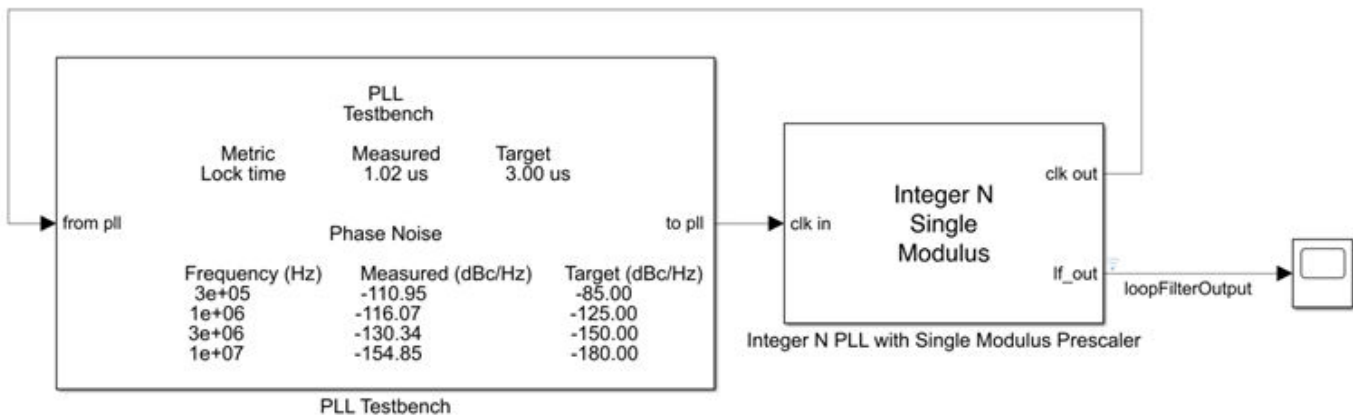 PLL
Testbench
Metric Measured Target
Lock time 1.02 us 3.00 us
from pll
to pll
Phase Noise
Frequency (Hz) Measured (dBc/Hz) Target (dBc/Hz)
3e+05 -110.95 -85.00
1e+06 -116.07 -125.00
3e+06 -130.34 -150.00
1e+07 -154.85 -180.00
PLL Testbench
clk in
Integer N
Single
Modulus
clk out
lf_out
loopFilterOutput
Integer N PLL with Single Modulus Prescaler